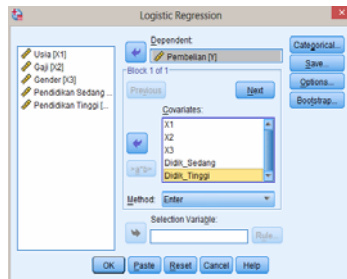 Logistic Regression
Usia [X1]
Gaji [X2]
Gender [X3]
Pendidikan Sedang ...
Pendidikan Tinggi [...
Dependent:
Pembelian [Y]
Block 1 of 1
Previous
Next
Covariates:
X1
X2
X3
Didik_Sedang
Didik_Tinggi
>a*b>
Method: Enter
Selection Variable:
Rule...
Categorical...
Save...
Options...
Bootstrap...
OK Paste Reset Cancel Help